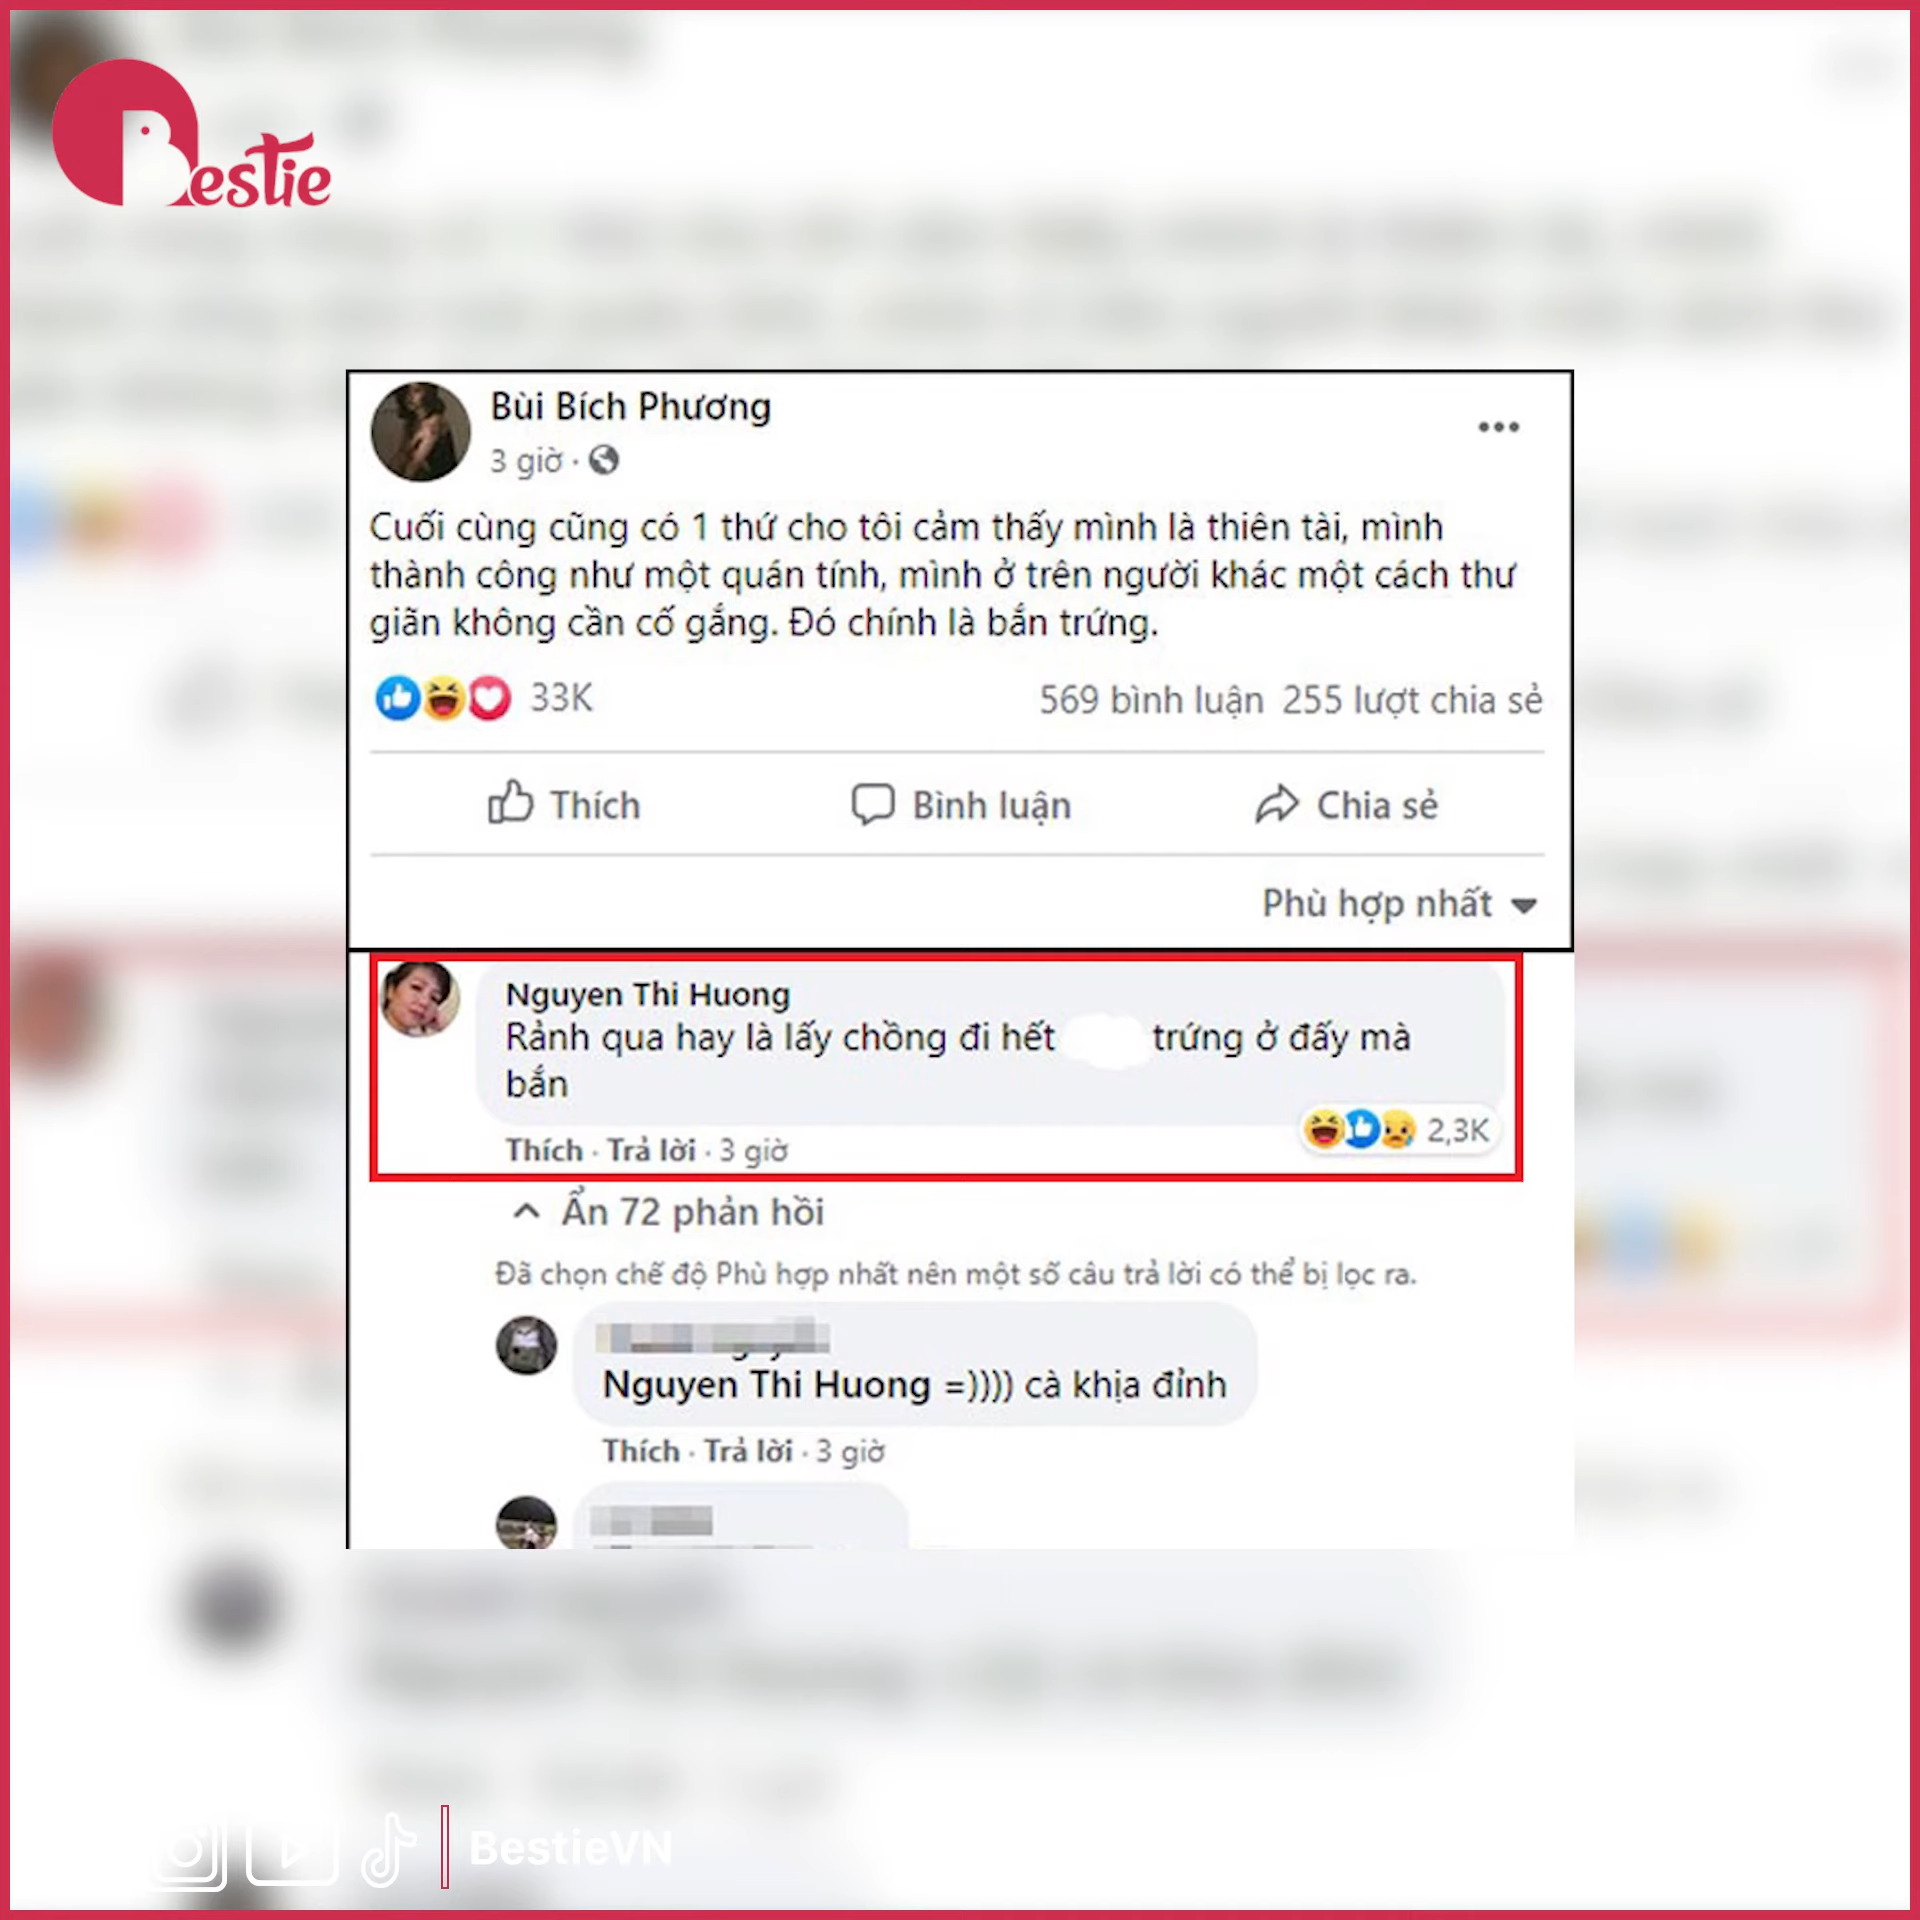 Bestie
Bùi Bích Phương
3 giờ ·
Cuối cùng cũng có 1 thứ cho tôi cảm thấy mình là thiên tài, mình
thành công như một quán tính, mình ở trên người khác một cách thư
giãn không cần cố gắng. Đó chính là bắn trứng.
33K
569 bình luận 255 lượt chia sẻ
Thích
Bình luận
Chia sẻ
Phù hợp nhất
Nguyen Thi Huong
Rảnh qua hay là lấy chồng đi hết trứng ở đấy mà
bắn
2,3K
Thích · Trả lời · 3 giờ
Ẩn 72 phản hồi
Đã chọn chế độ Phù hợp nhất nên một số câu trả lời có thể bị lọc ra.
Nguyen Thi Huong =)))) cà khịa đỉnh
Thích · Trả lời · 3 giờ
BestieVN